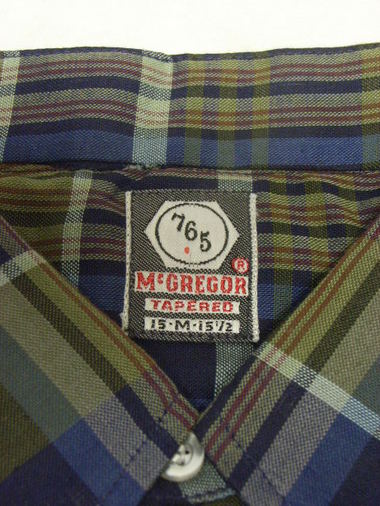 765
®
McGREGOR
TAPERED
15-M-15½